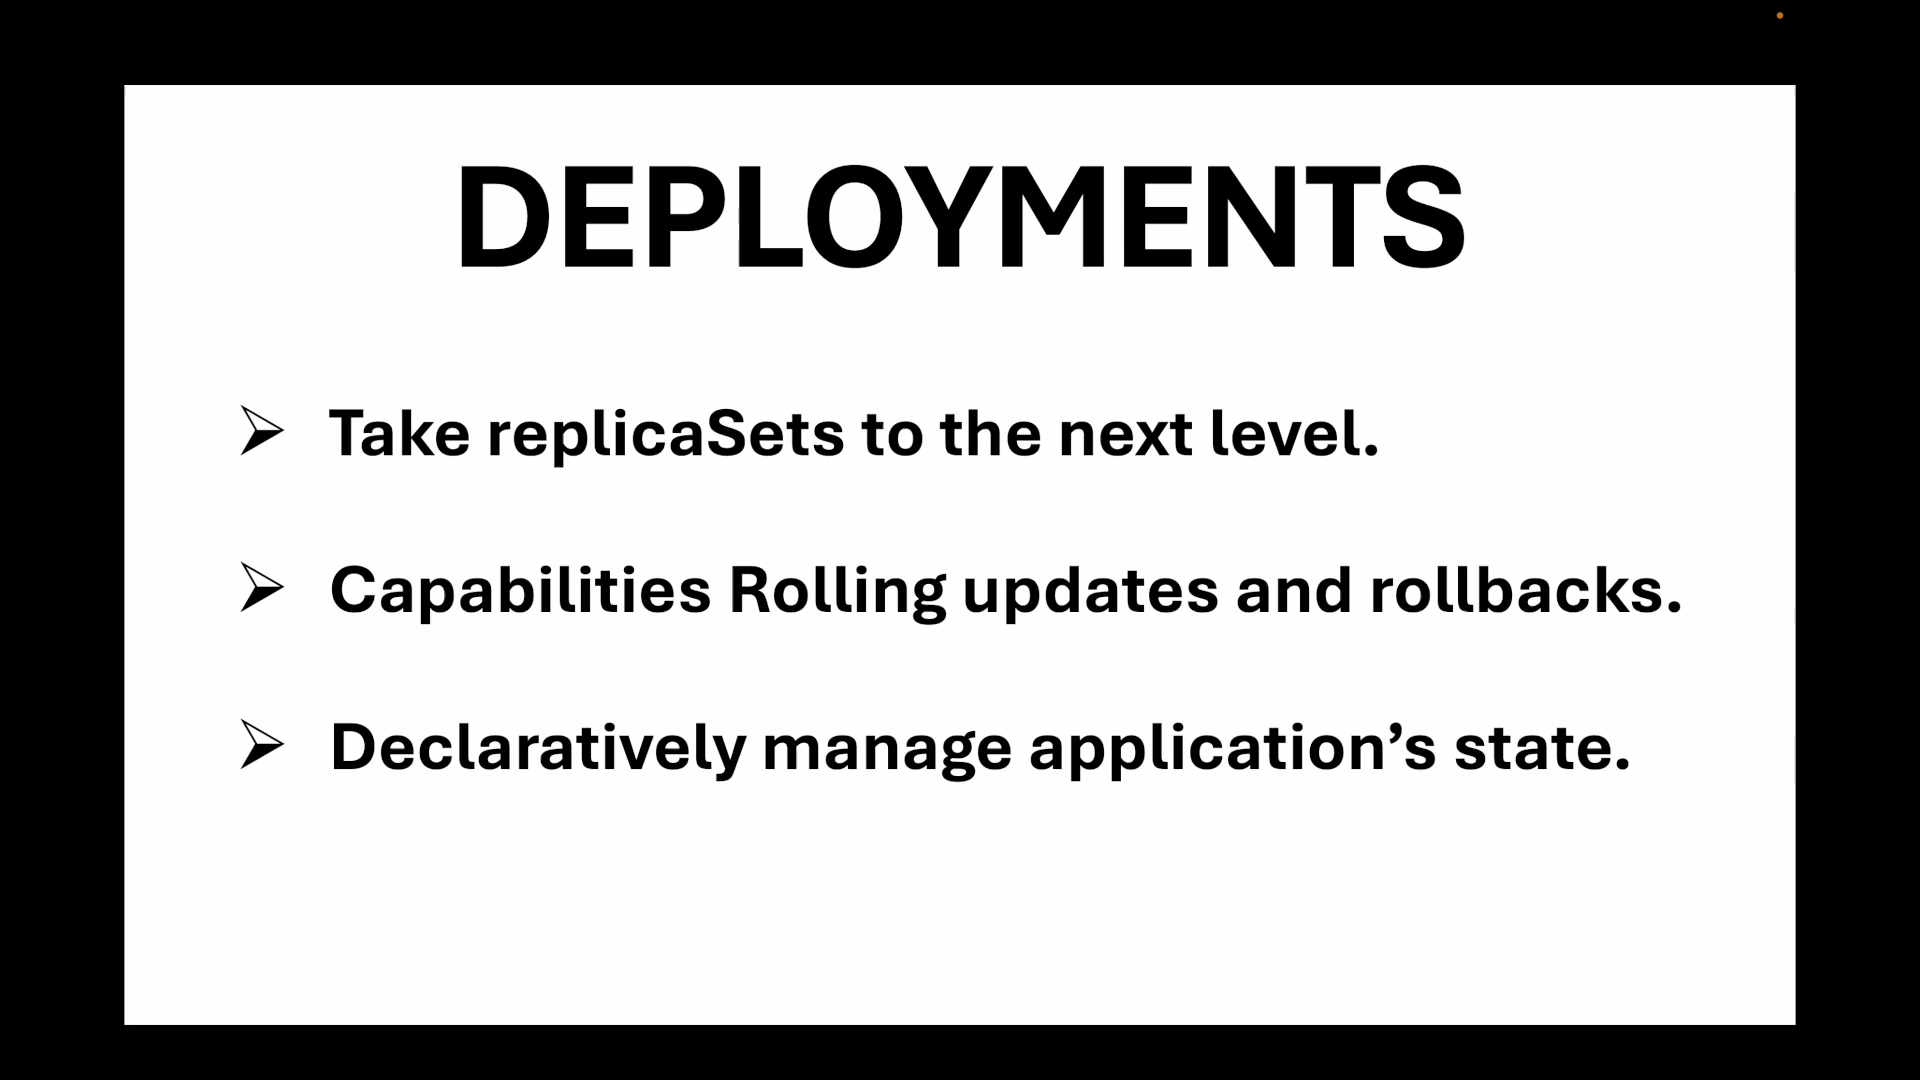 DEPLOYMENTS
➢ Take replicaSets to the next level.
➢ Capabilities Rolling updates and rollbacks.
➢ Declaratively manage application’s state.